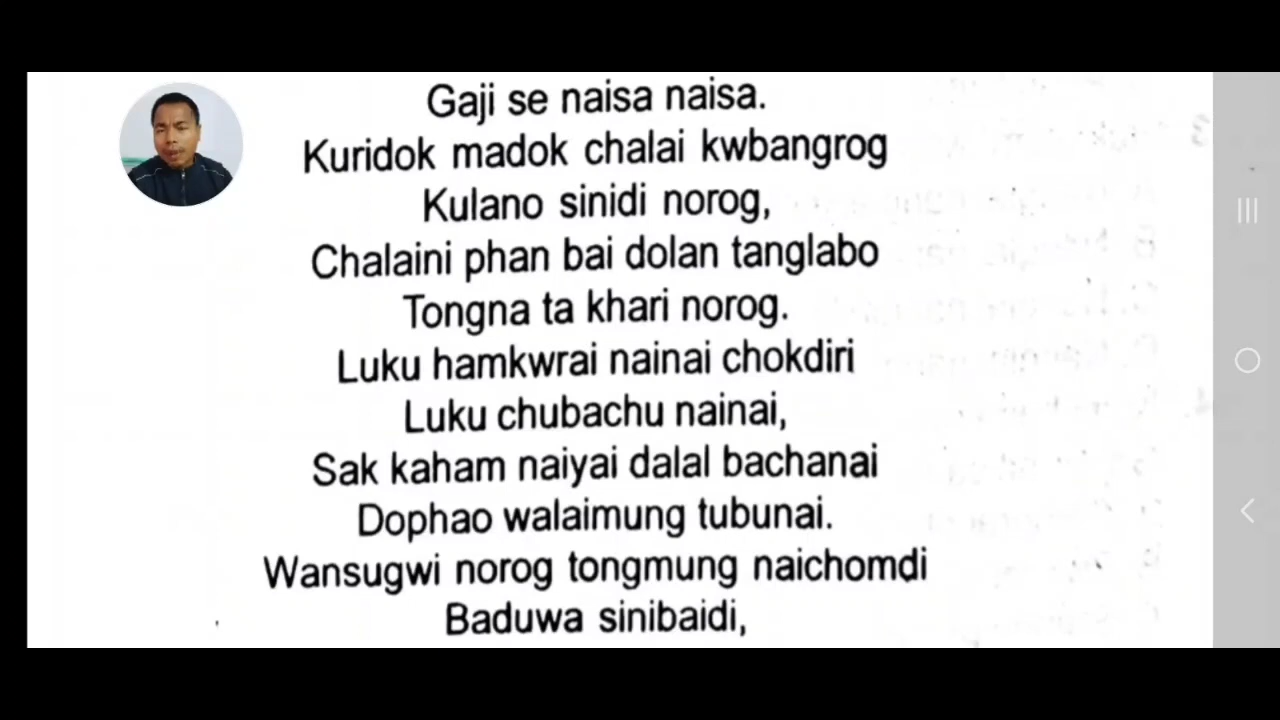 Gaji se naisa naisa.
Kuridok madok chalai kwbangrog
Kulano sinidi norog,
Chalaini phan bai dolan tanglabo
Tongna ta khari norog.
Luku hamkwrai nainai chokdiri
Luku chubachu nainai,
Sak kaham naiyai dalal bachanai
Dophao walaimung tubunai.
Wansugwi norog tongmung naichomdi
Baduwa sinibaidi,